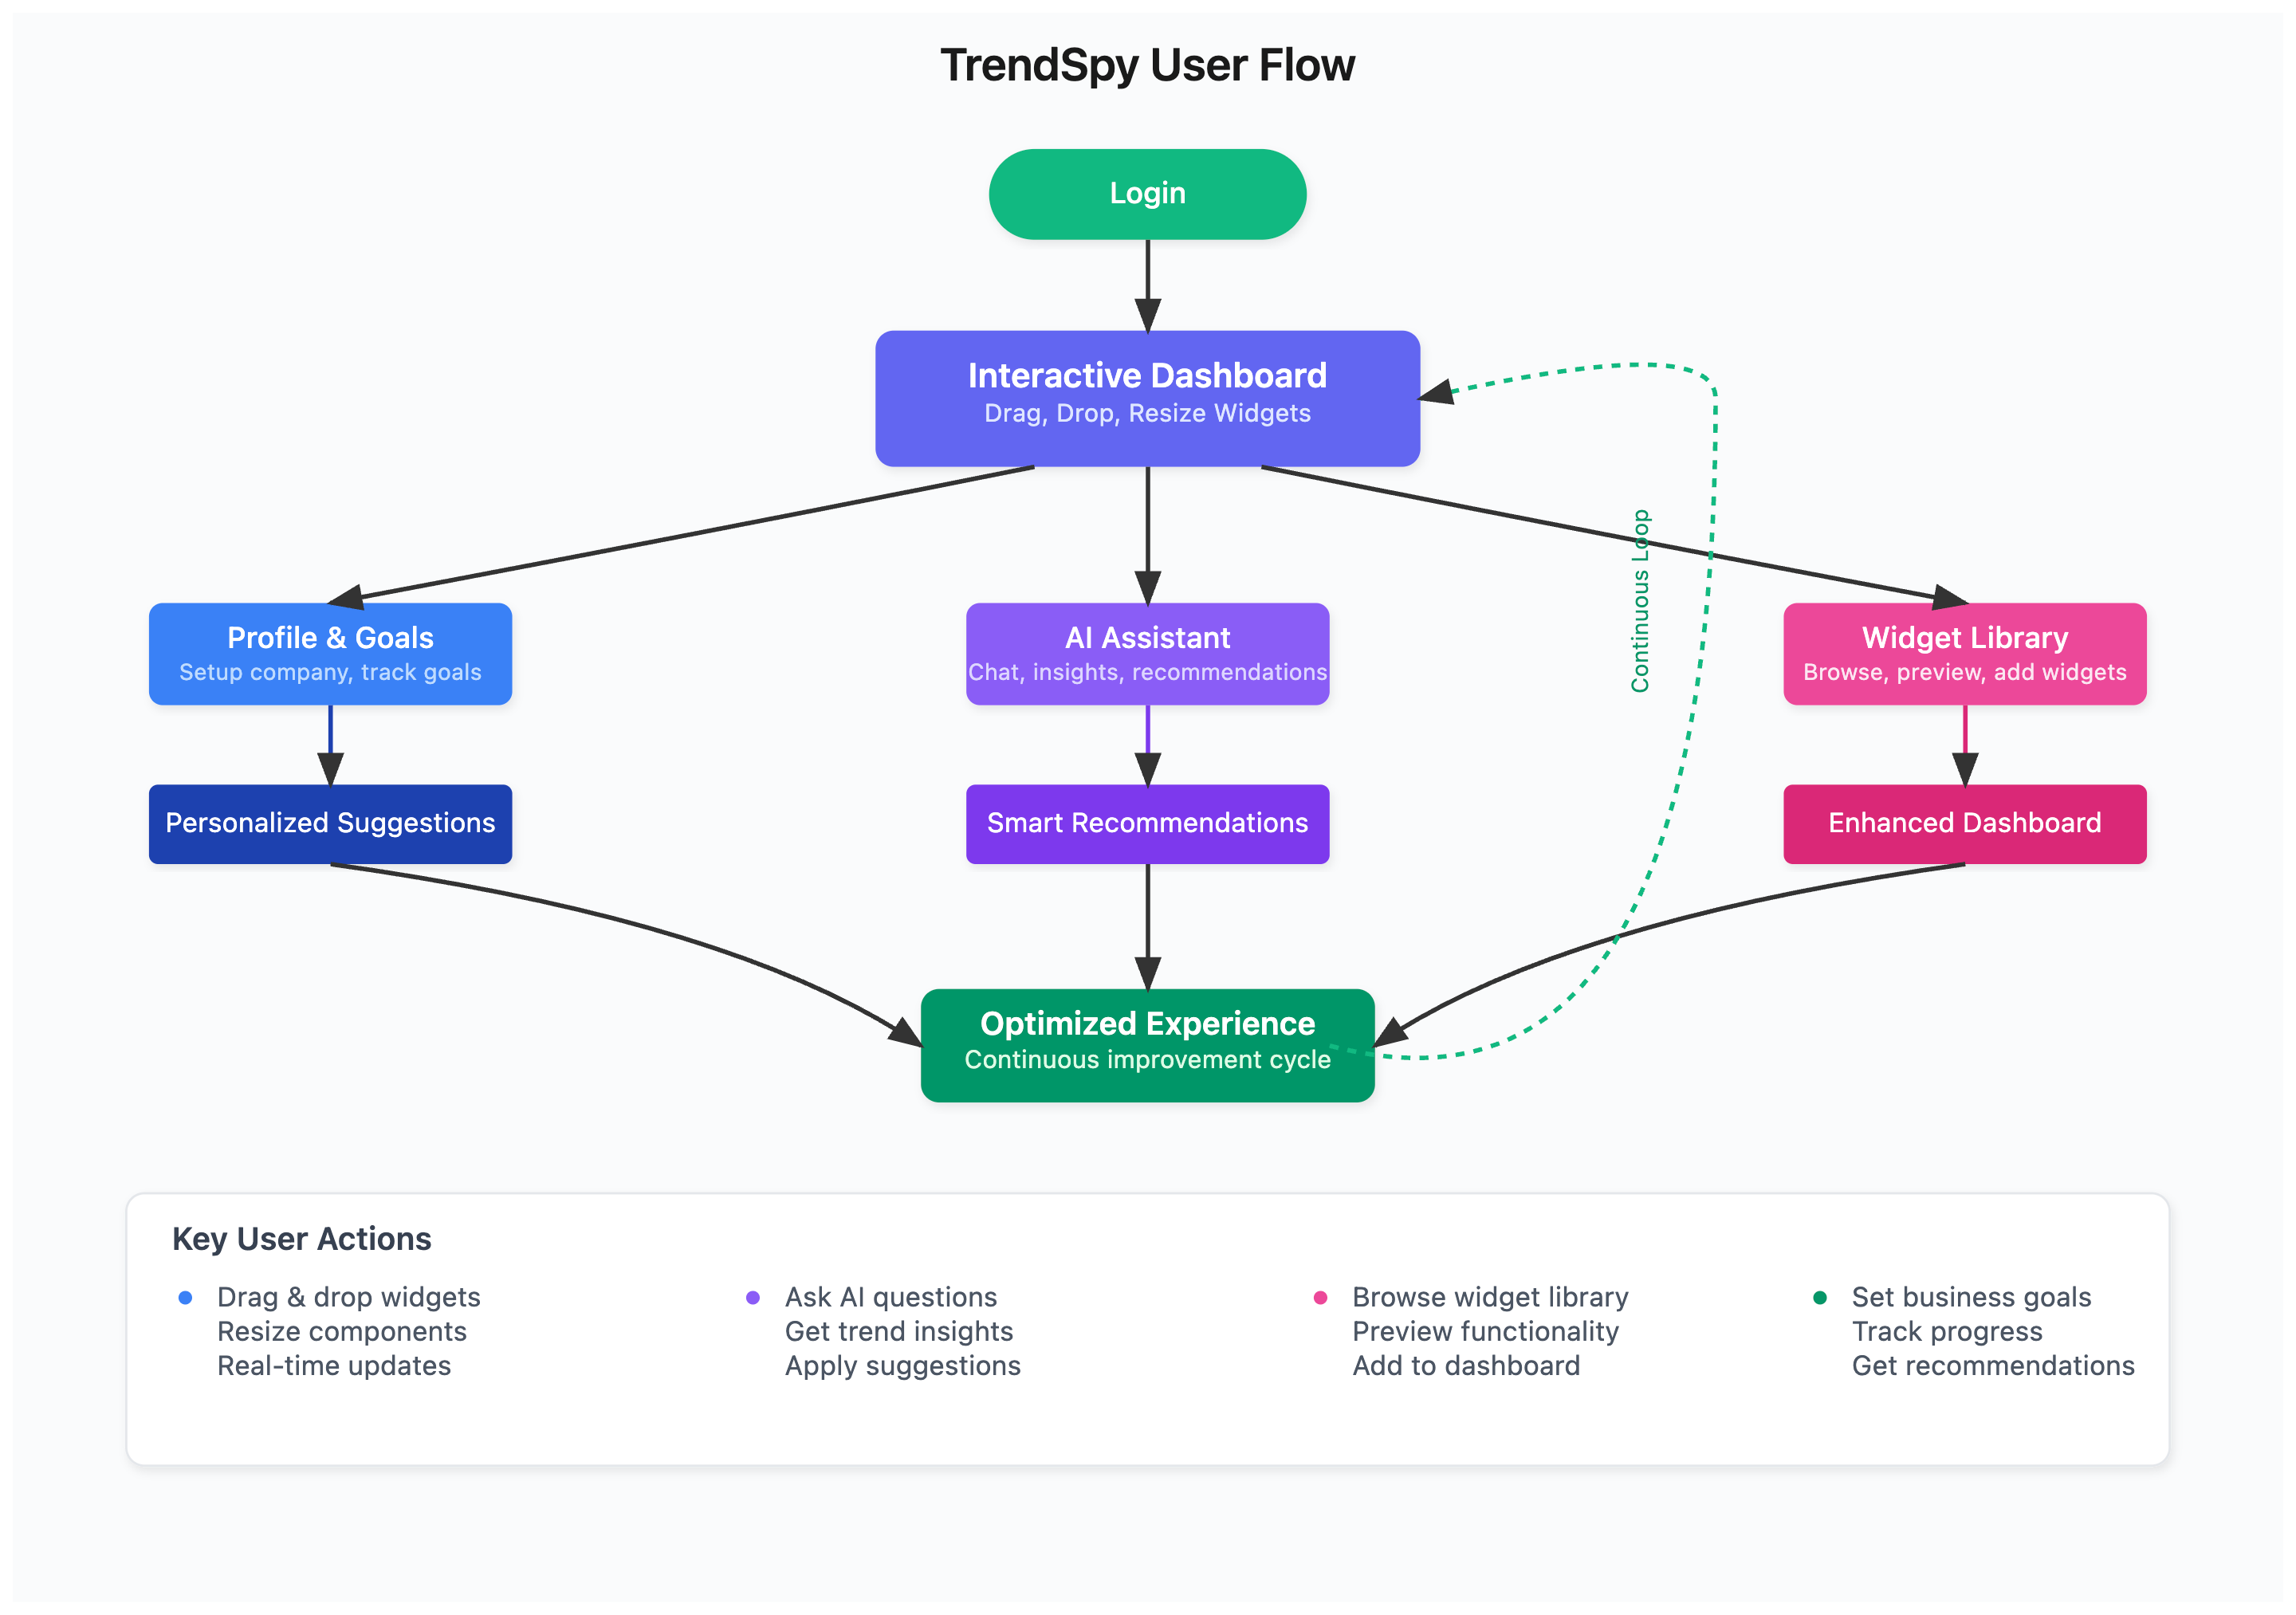 TrendSpy User Flow
Login
Interactive Dashboard
Drag, Drop, Resize Widgets
Continuous Loop
Profile & Goals
Setup company, track goals
AI Assistant
Chat, insights, recommendations
Widget Library
Browse, preview, add widgets
Personalized Suggestions
Smart Recommendations
Enhanced Dashboard
Optimized Experience
Continuous improvement cycle
Key User Actions
Drag & drop widgets
Resize components
Real-time updates
Ask AI questions
Get trend insights
Apply suggestions
Browse widget library
Preview functionality
Add to dashboard
Set business goals
Track progress
Get recommendations